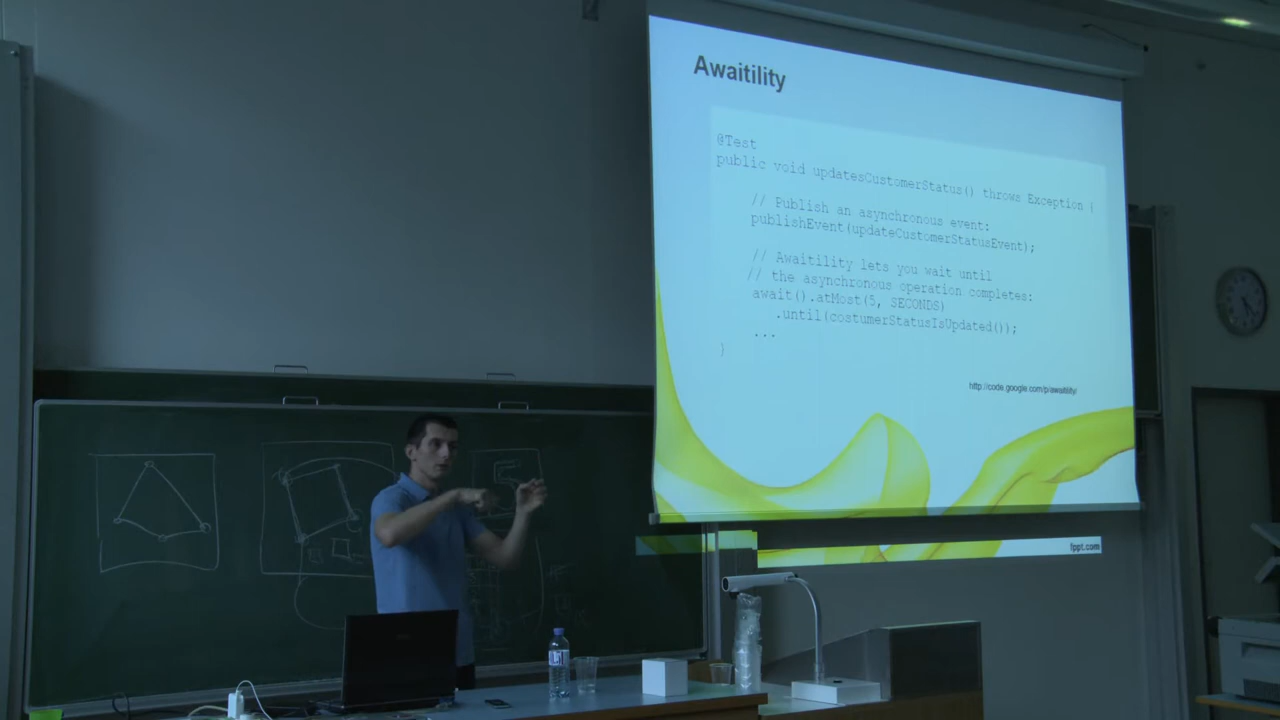 Awaitility
@Test
public void updatesCustomerStatus() throws Exception {
// Publish an asynchronous event:
publishEvent(updateCustomerStatusEvent);
// Awaitility lets you wait until
// the asynchronous operation completes:
await().atMost(5, SECONDS)
.until(costumerStatusIsUpdated());
...
}
http://code.google.com/p/awaitility/
fppt.com